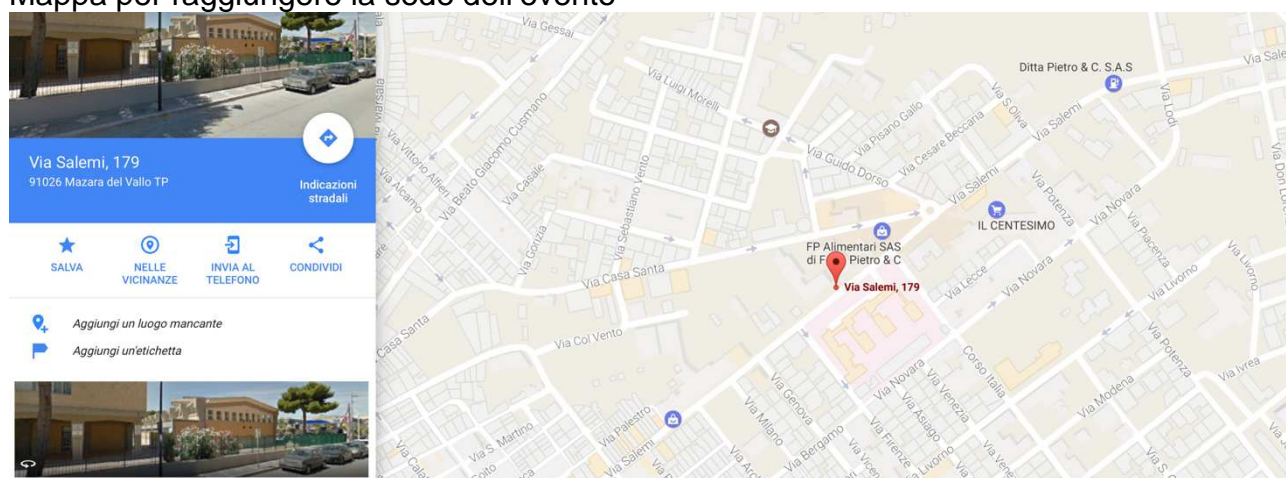 Mappa per raggiungere la sede dell'evento
Via Salemi, 179
91026 Mazara del Vallo TP
Indicazioni
stradali
SALVA
NELLE
VICINANZE
INVIA AL
TELEFONO
CONDIVIDI
Aggiungi un luogo mancante
Aggiungi un'etichetta
Via Gessai
Via Luigi Morelli
Ditta Pietro & C. S.A.S
Via Sale
Via Lodi
Via S.Oliva
Via Salemi
Via Pisano Gallo
Via Cesare Beccaria
Via Guido Dorso
Via Salemi
Via Vittorio Alfieri
Via Alcamo
Via Beato Giacomo Cusmano
Via Casale
Via Gorizia
Via Sebastiano Vento
Via Casa Santa
Casa Santa
Via Col Vento
IL CENTESIMO
FP Alimentari SAS
di F Pietro & C
Via Salemi, 179
Via Potenza
Via Novara
Via Piacenza
Via Lecce
Via Novara
Via Livorno
Via Livorno
Via Potenza
Via Ivrea
Corso Italia
Via Modena
Via Novara
Via Venezia
Via Asiago
Via Firenze
Via Genova
Via Milano
Via Bergamo
Via Palestro
Via Salemi
Via S. Martino
Livorno